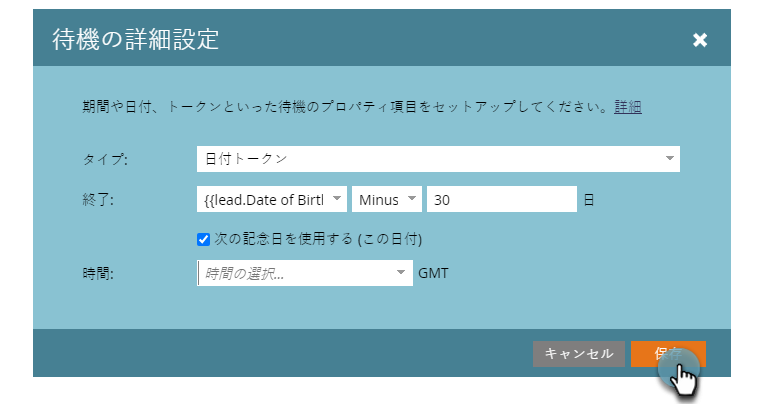 待機の詳細設定
期間や日付、トークンといった待機のプロパティ項目をセットアップしてください。詳細
タイプ: 日付トークン
終了: {{lead.Date of Birtl Minus 30 日
次の記念日を使用する (この日付)
時間: 時間の選択... GMT
キャンセル 保存